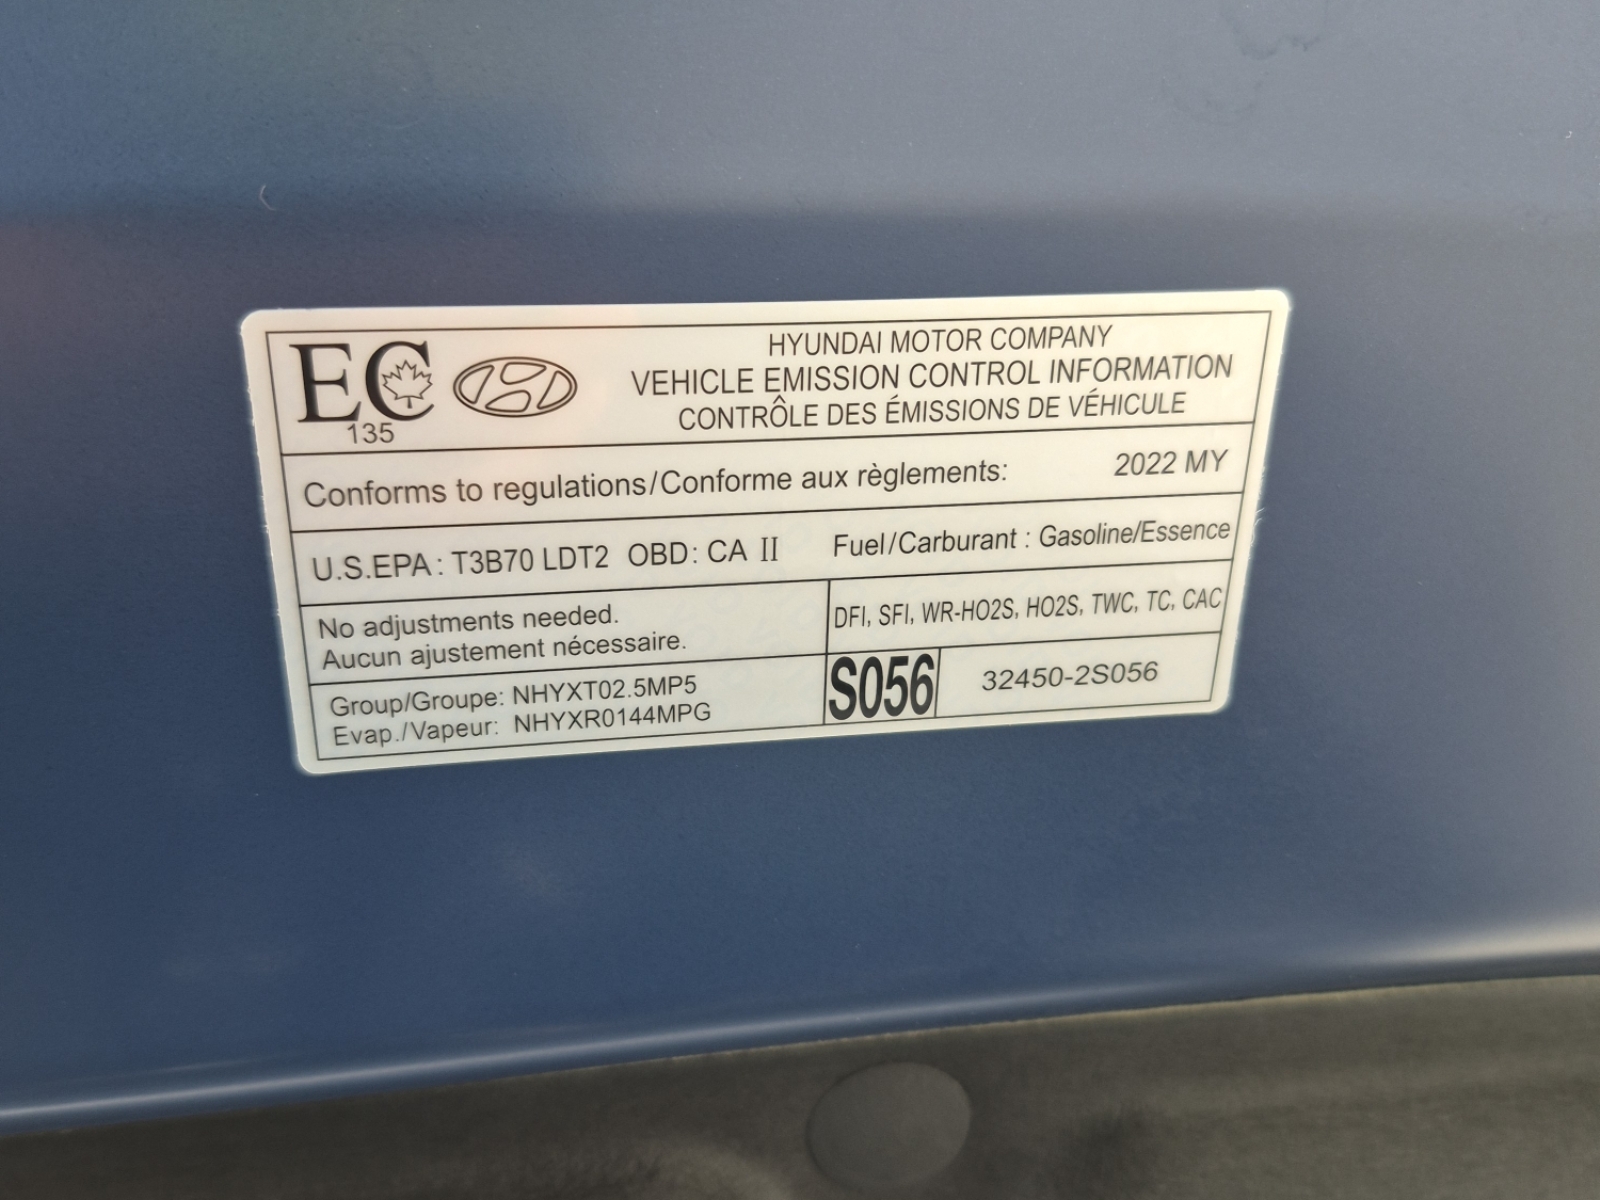 EC
135
HYUNDAI MOTOR COMPANY
VEHICLE EMISSION CONTROL INFORMATION
CONTRÔLE DES ÉMISSIONS DE VÉHICULE
Conforms to regulations/Conforme aux règlements: 2022 MY
U.S.EPA : T3B70 LDT2 OBD: CA II Fuel/Carburant : Gasoline/Essence
No adjustments needed.
Aucun ajustement nécessaire.
DFI, SFI, WR-HO2S, HO2S, TWC, TC, CAC
Group/Groupe: NHYXT02.5MP5
Evap./Vapeur: NHYXR0144MPG
S056
32450-2S056